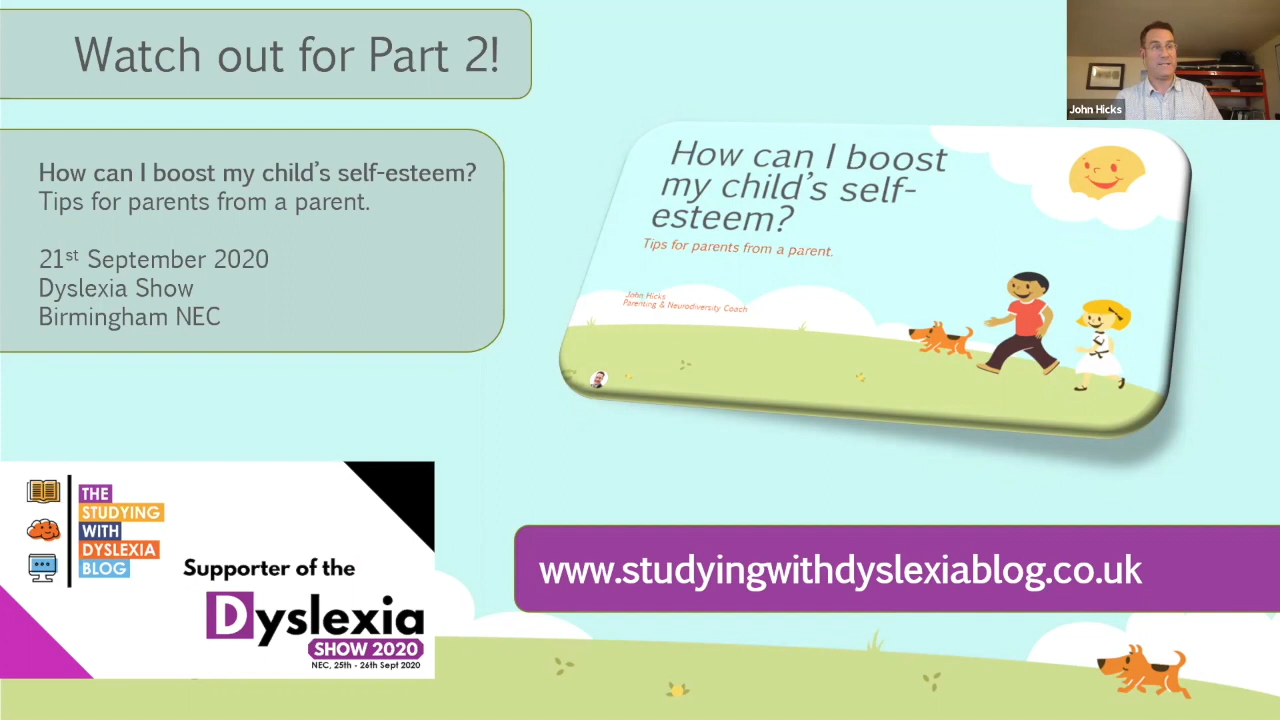 Watch out for Part 2!
John Hicks
How can I boost my child's self-esteem?
Tips for parents from a parent.
21st September 2020
Dyslexia Show
Birmingham NEC
How can I boost
my child's self-
esteem?
Tips for parents from a parent.
John Hicks
Parenting & Neurodiversity Coach
THE
STUDYING
WITH
DYSLEXIA
BLOG
Supporter of the
Dyslexia
SHOW 2020
NEC, 25th - 26th Sept 2020
www.studyingwithdyslexiablog.co.uk